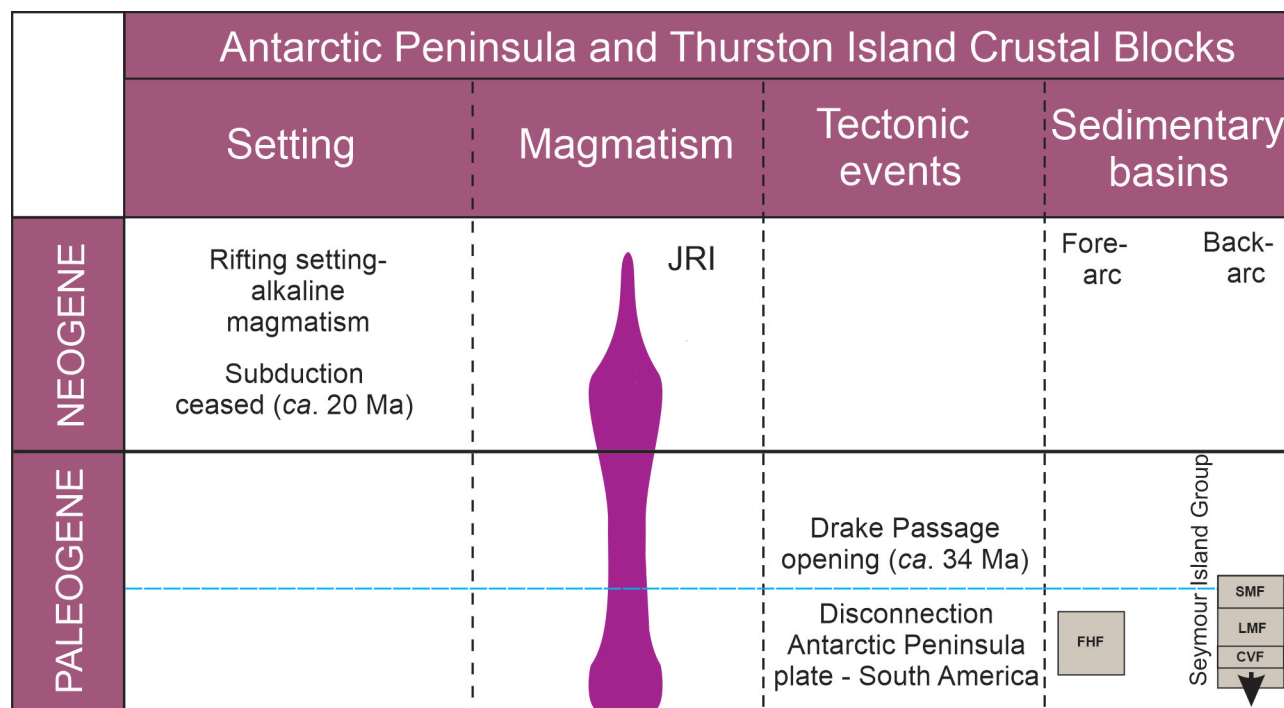 Antarctic Peninsula and Thurston Island Crustal Blocks
Setting
Magmatism
Tectonic
events
Sedimentary
basins
NEOGENE
Rifting setting-
alkaline
magmatism
Subduction
ceased (ca. 20 Ma)
JRI
Fore-
arc
Back-
arc
PALEOGENE
Drake Passage
opening (ca. 34 Ma)
Disconnection
Antarctic Peninsula
plate - South America
FHF
Seymour Island Group
SMF
LMF
CVF